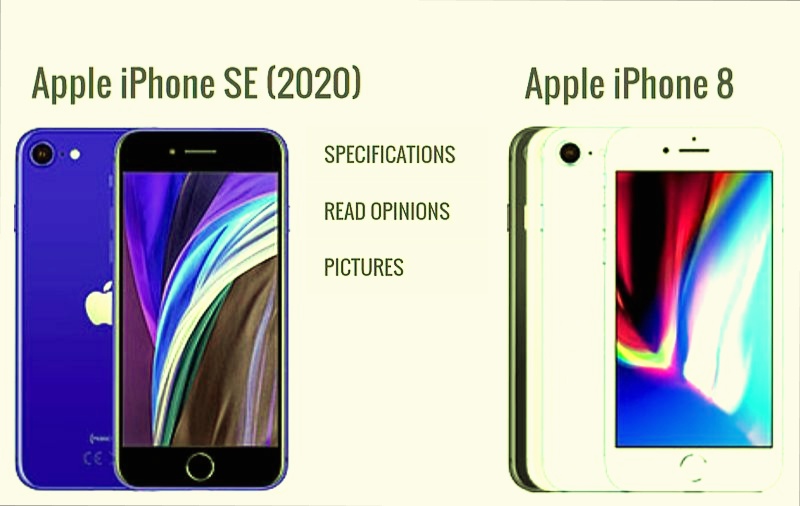 Apple iPhone SE (2020)
Apple iPhone 8
SPECIFICATIONS
READ OPINIONS
PICTURES